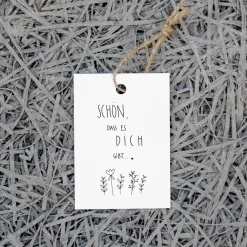 SCHÖN,
DASS ES
DICH
GIBT...